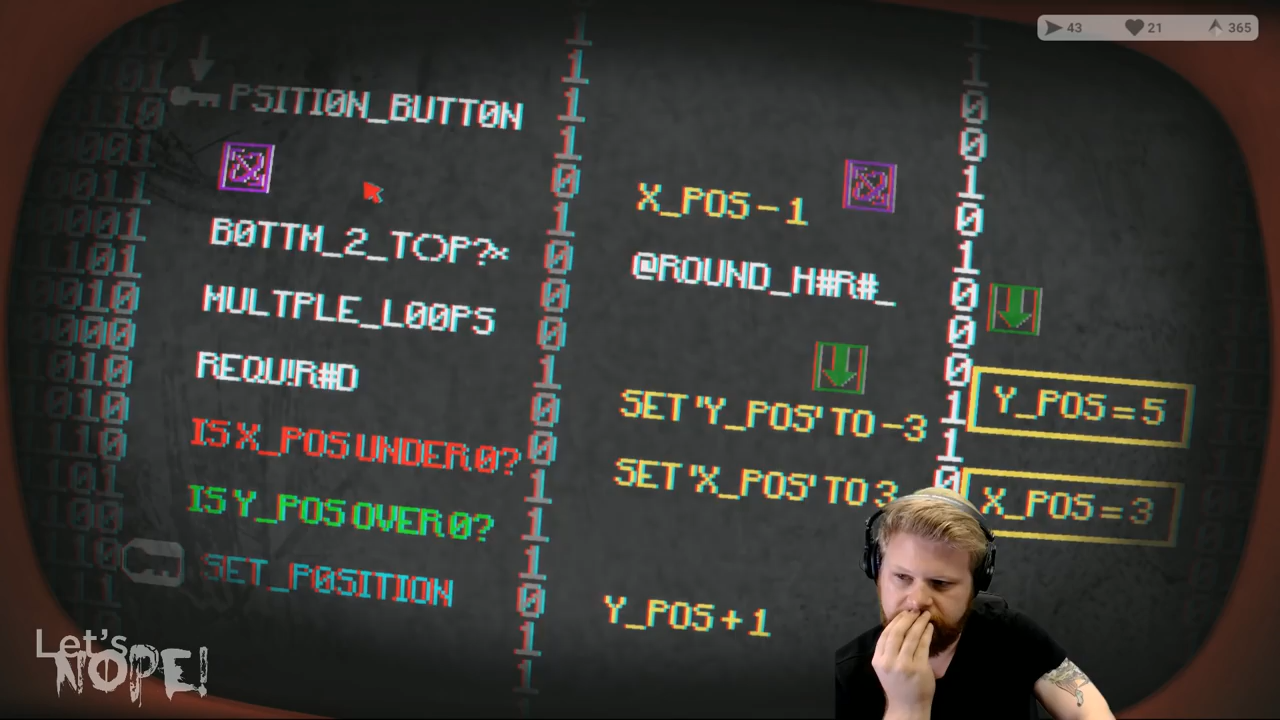 43 21 365
PSITI0N_BUTT0N
B0TTM_2_TOP?
MULTPLE_L00PS
REQU!R#D
IS X_POS UNDER 0?
IS Y_POS OVER 0?
SET_P0SITI0N
X_POS - 1
@ROUND_H#R#_
SET 'Y_POS' TO -3
SET 'X_POS' TO 3
Y_POS + 1
Y_POS = 5
X_POS = 3
Let's
NOPE!